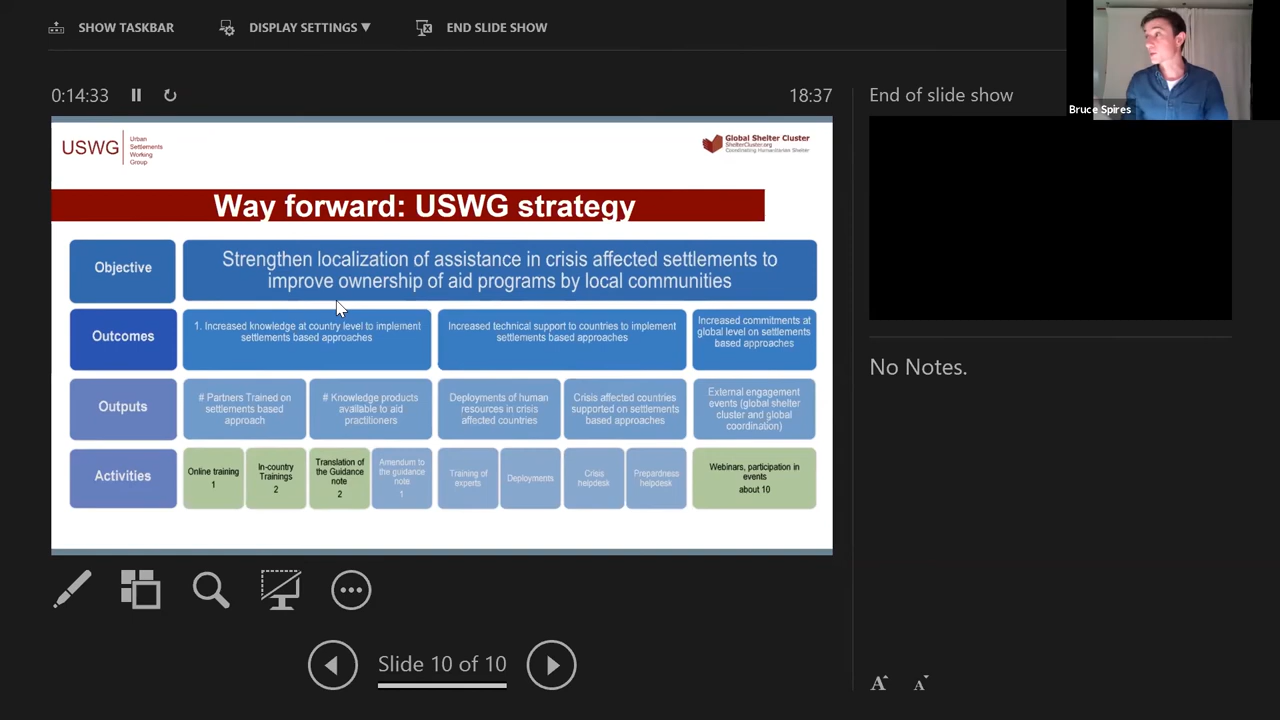 SHOW TASKBAR
DISPLAY SETTINGS ▼
END SLIDE SHOW
Bruce Spires
0:14:33
18:37
End of slide show
USWG
Urban
Settlements
Working
Group
Global Shelter Cluster
ShelterCluster.org
Coordinating Humanitarian Shelter
Way forward: USWG strategy
Objective
Strengthen localization of assistance in crisis affected settlements to
improve ownership of aid programs by local communities
Outcomes
1. Increased knowledge at country level to implement
settlements based approaches
Increased technical support to countries to implement
settlements based approaches
Increased commitments at
global level on settlements
based approaches
Outputs
# Partners Trained on
settlements based
approach
# Knowledge products
available to aid
practitioners
Deployments of human
resources in crisis
affected countries
Crisis affected countries
supported on settlements
based approaches
External engagement
events (global shelter
cluster and global
coordination)
Activities
Online training
1
In-country
Trainings
2
Translation of
the Guidance
note
2
Amendum to
the guidance
note
1
Training of
experts
Deployments
Crisis
helpdesk
Prepardness
helpdesk
Webinars, participation in
events
about 10
No Notes.
Slide 10 of 10
A
A